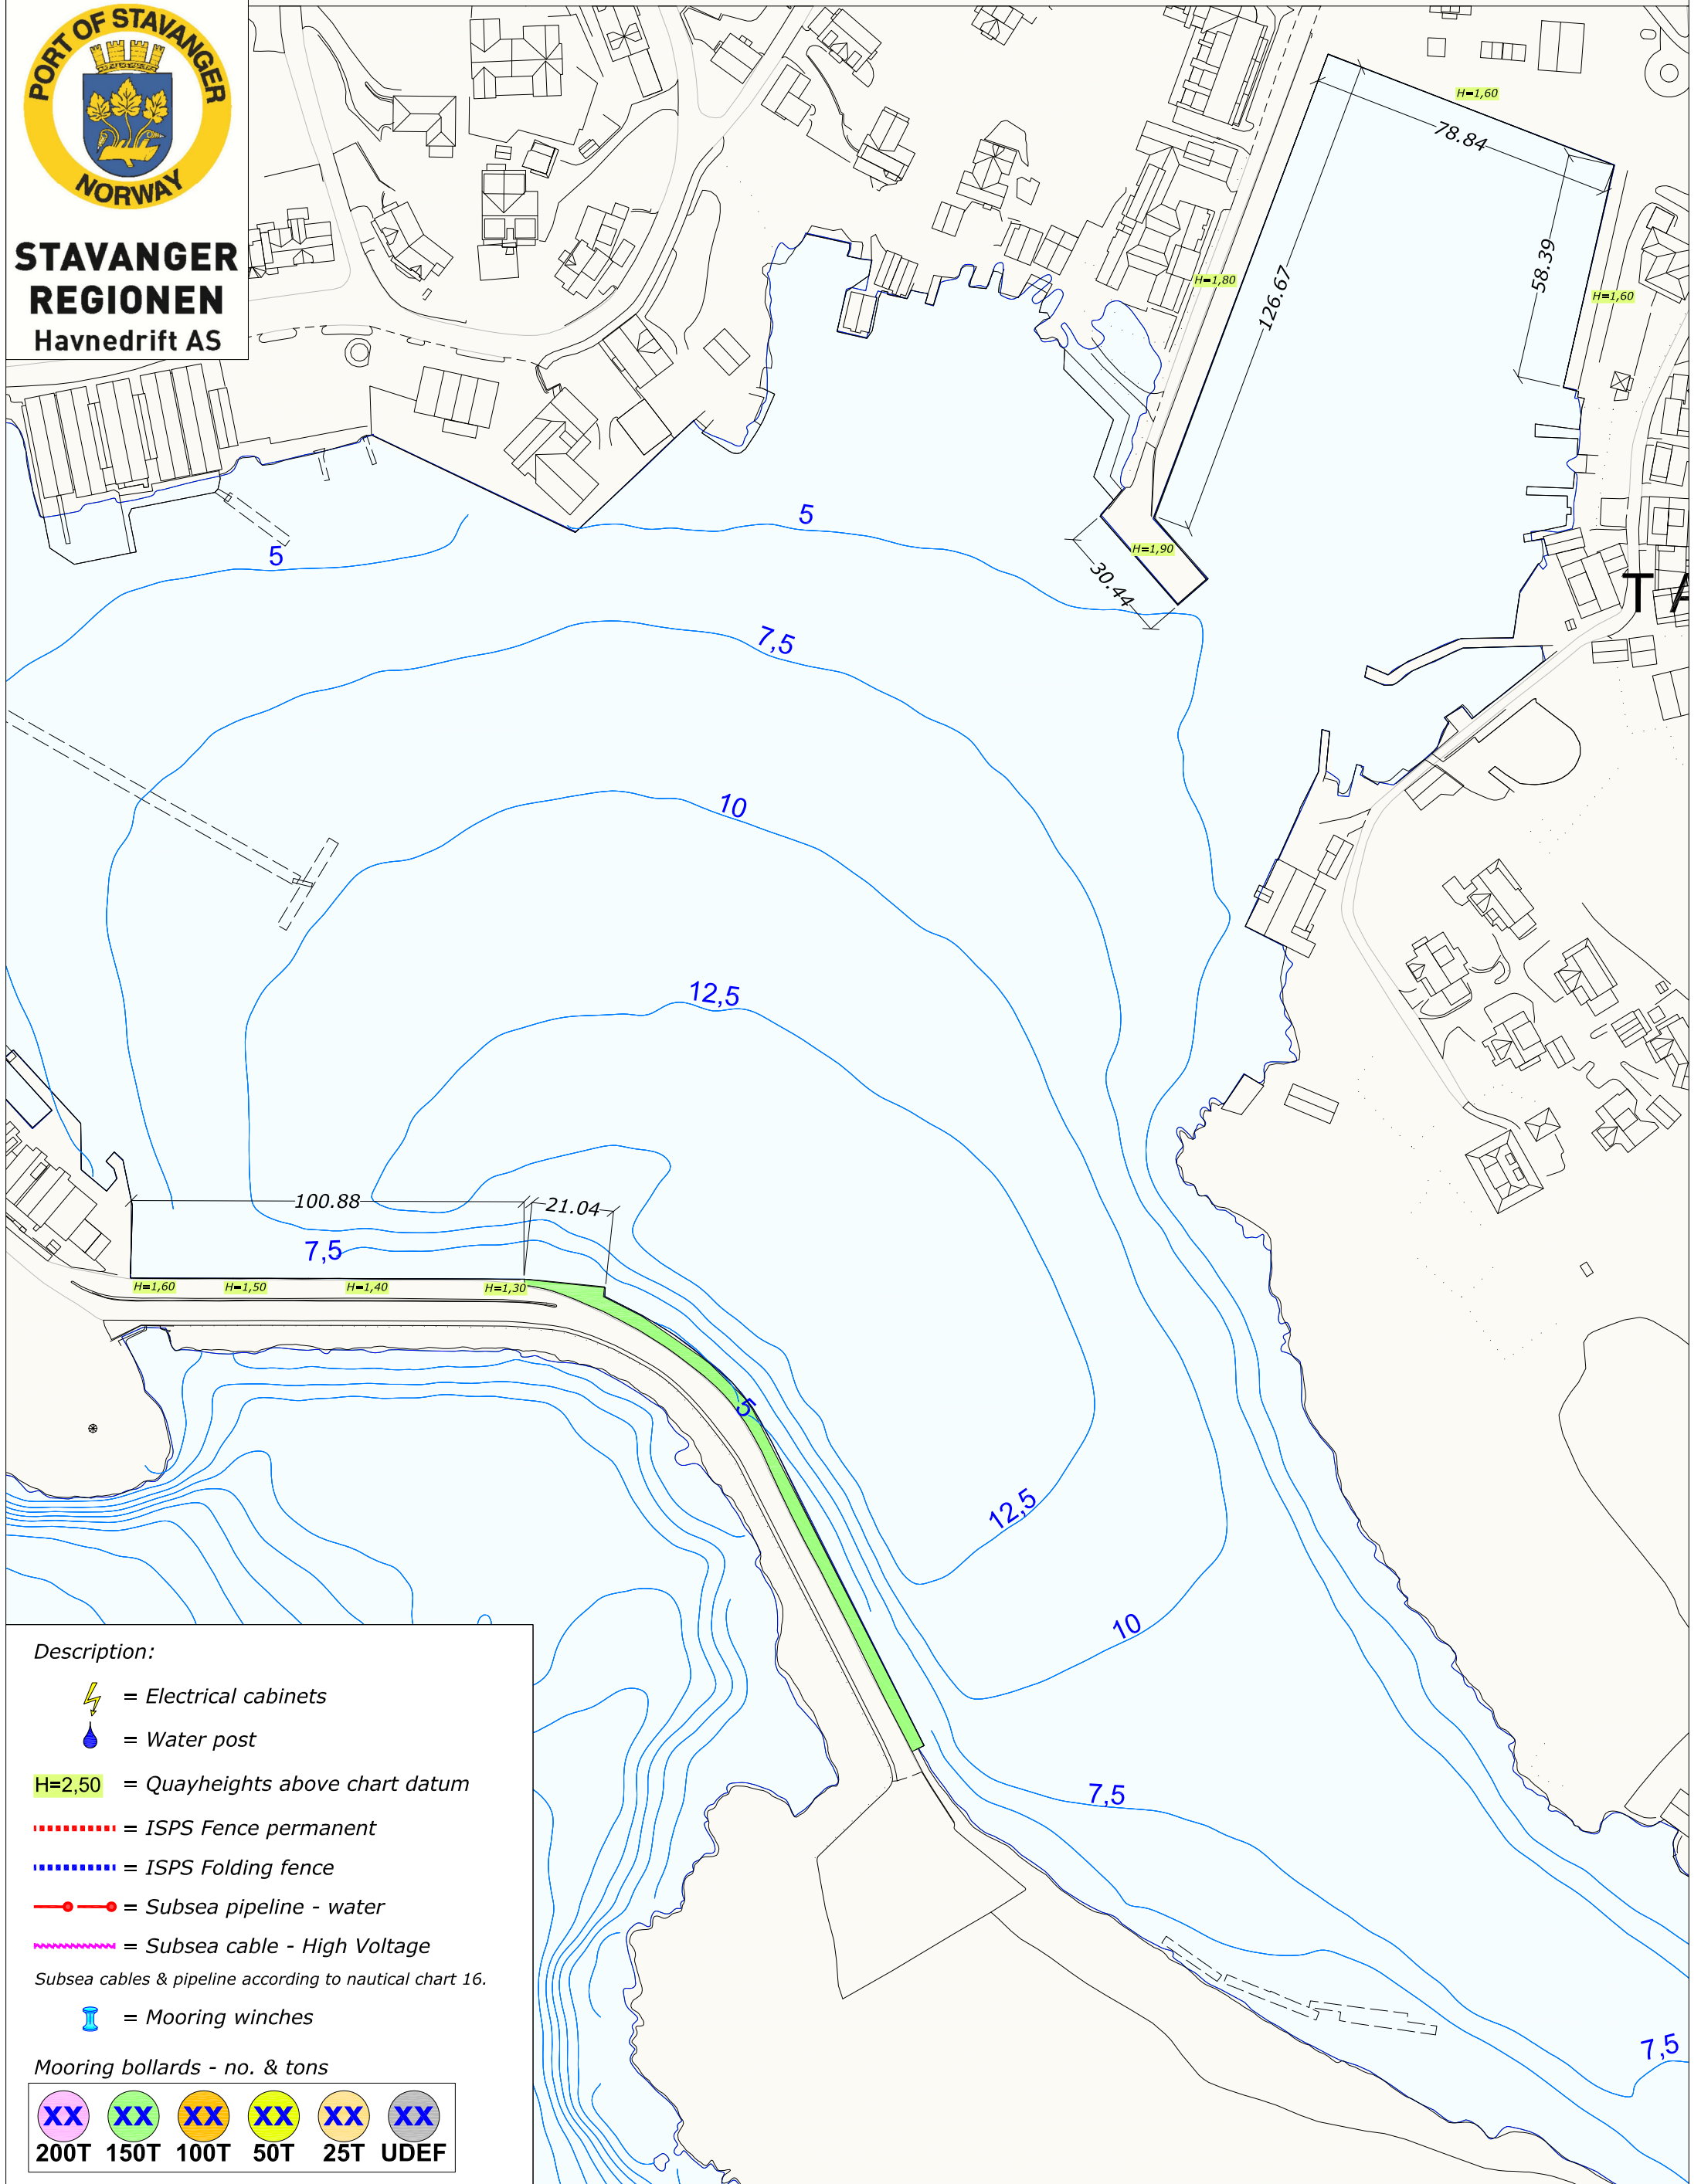 PORT OF STAVANGER
NORWAY
STAVANGER
REGIONEN
Havnedrift AS
H=1,60
78.84
58.39
H=1,80
126.67
H=1,60
5
5
H=1,90
30.44
TA
7,5
10
12,5
100.88
21.04
7,5
H=1,60
H=1,50
H=1,40
H=1,30
5
12,5
10
7,5
7,5
Description:
= Electrical cabinets
= Water post
H=2,50 = Quayheights above chart datum
= ISPS Fence permanent
= ISPS Folding fence
= Subsea pipeline - water
= Subsea cable - High Voltage
Subsea cables & pipeline according to nautical chart 16.
= Mooring winches
Mooring bollards - no. & tons
XX XX XX XX XX XX
200T 150T 100T 50T 25T UDEF